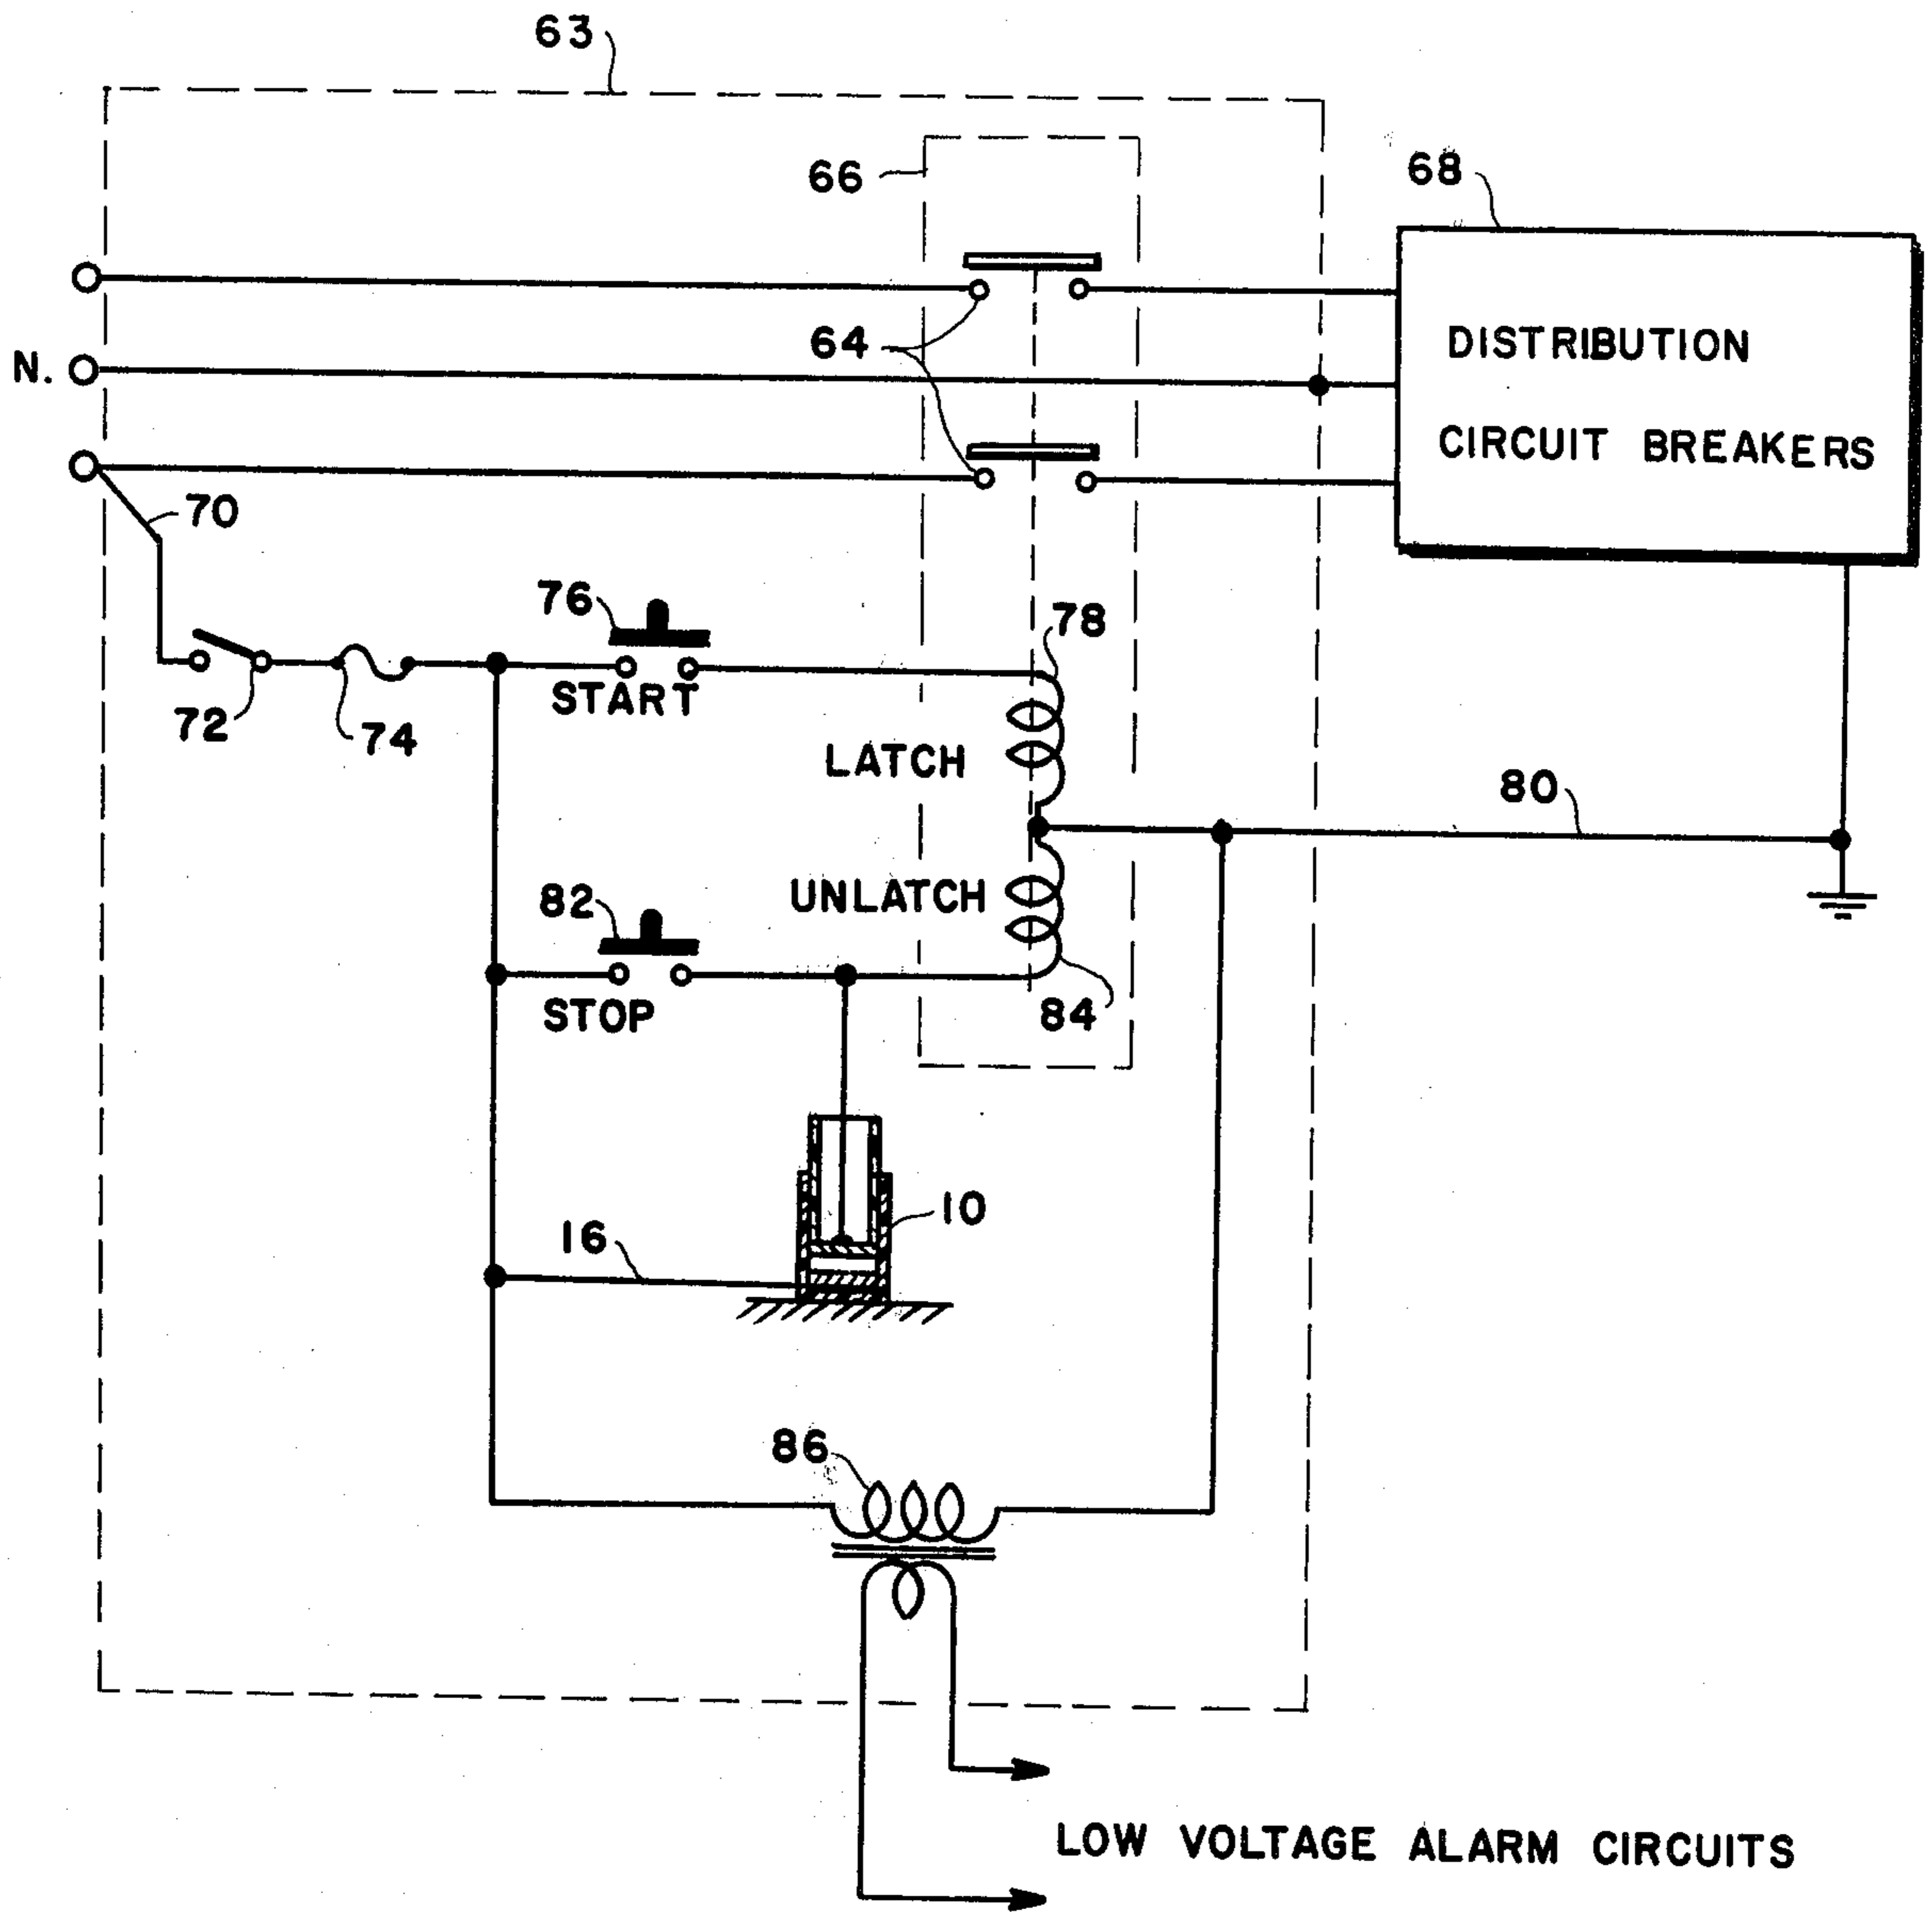 63
66
68
64
DISTRIBUTION
N.
CIRCUIT BREAKERS
70
76
78
START
72
74
LATCH
80
82
UNLATCH
STOP
84
10
16
86
LOW VOLTAGE ALARM CIRCUITS